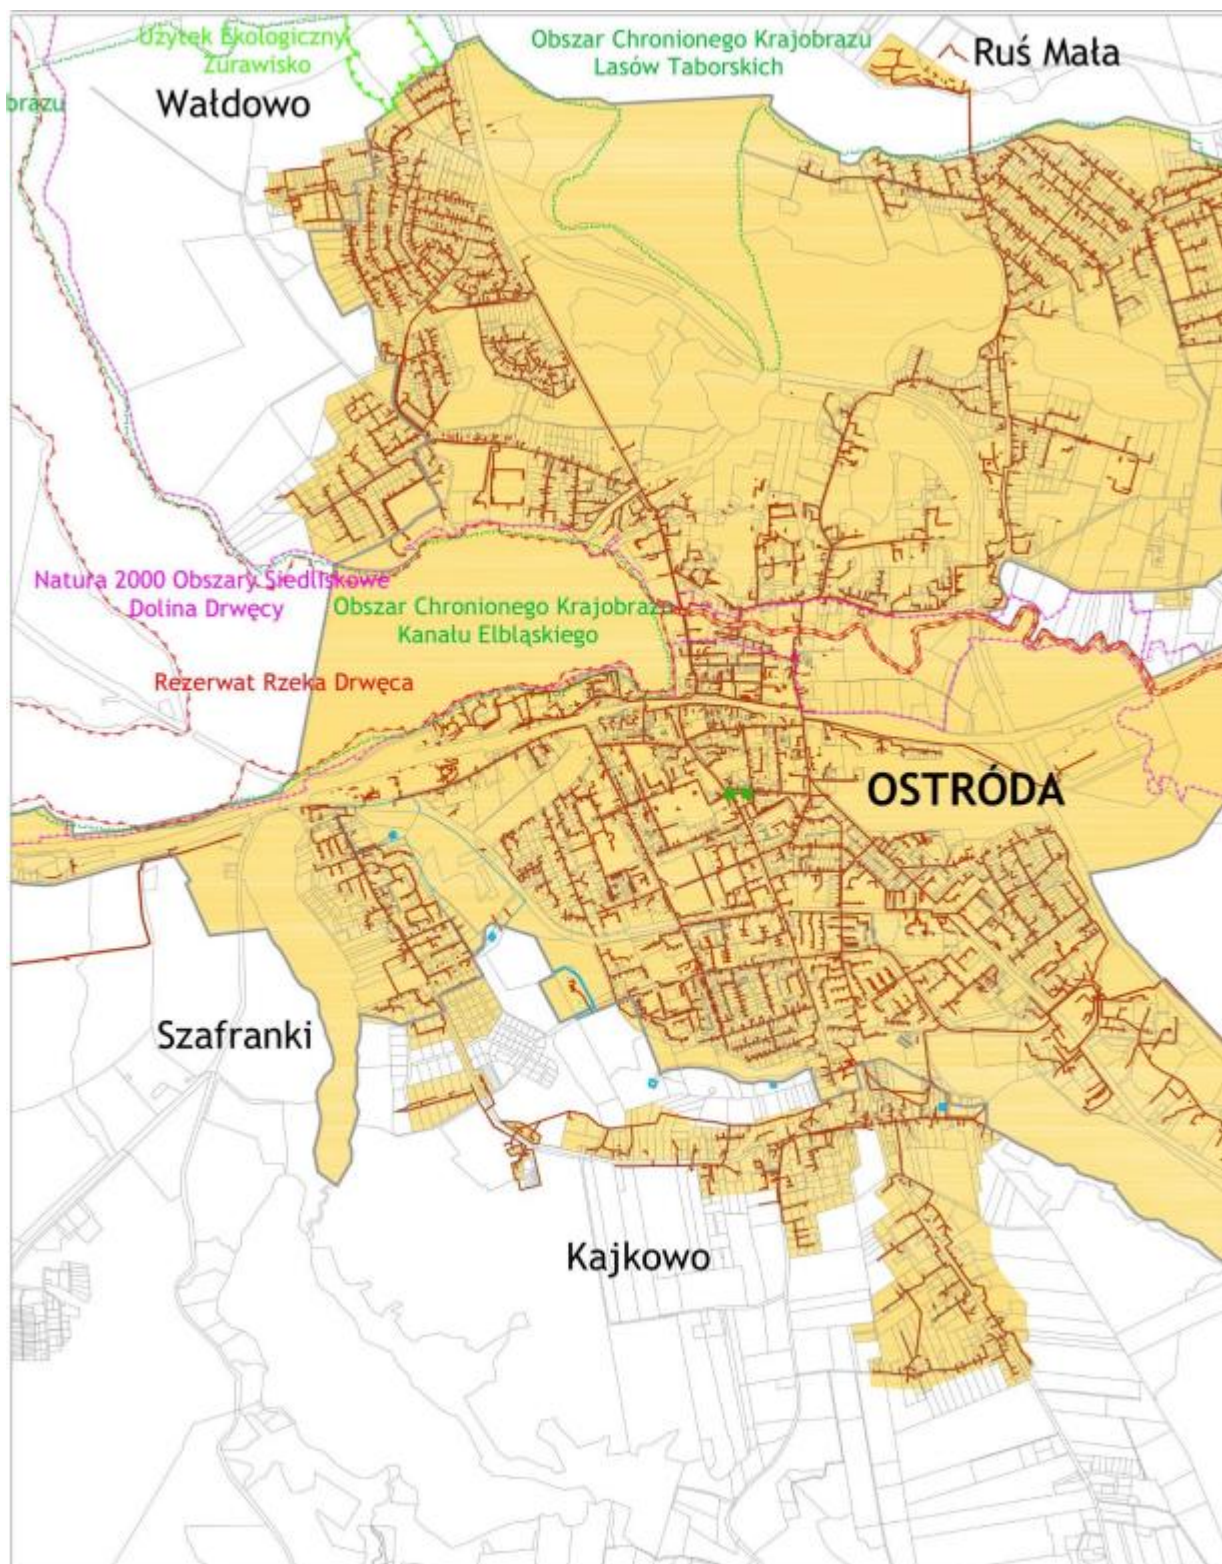 Użytek Ekologiczny
Żurawisko
Obszar Chronionego Krajobrazu
Lasów Taborskich
Ruś Mała
brazu
Wałdowo
Natura 2000 Obszary Siedliskowe
Dolina Drwęcy
Obszar Chronionego Krajobrazu
Kanału Elbląskiego
Rezerwat Rzeka Drwęca
OSTRÓDA
Szafranki
Kajkowo